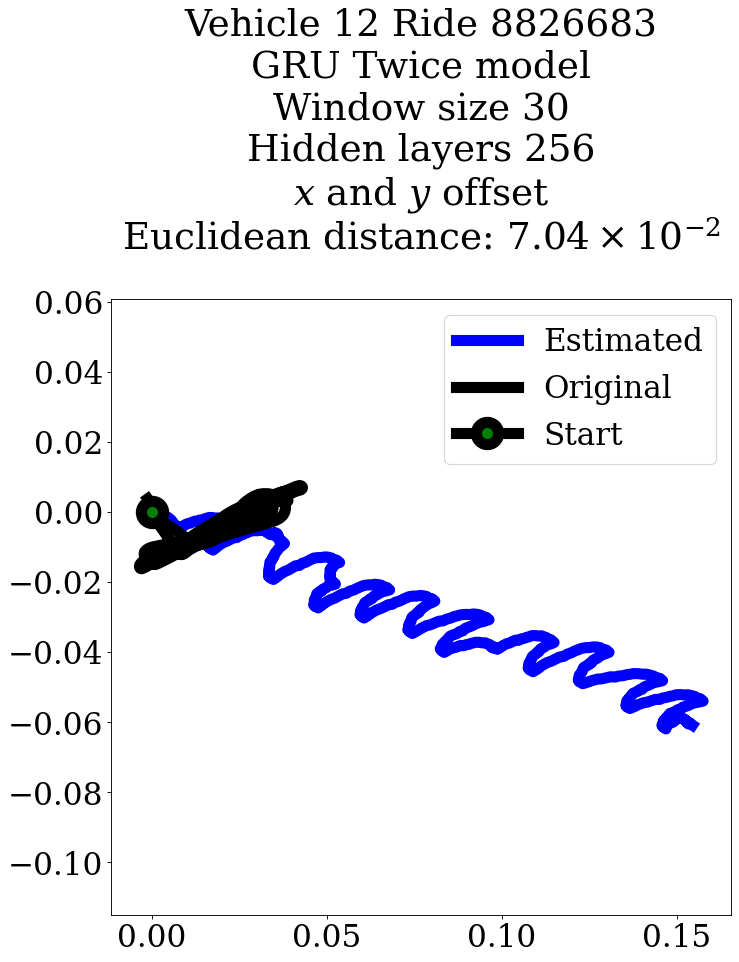 Vehicle 12 Ride 8826683
GRU Twice model
Window size 30
Hidden layers 256
x and y offset
Euclidean distance: 7.04 × 10⁻²
0.06
0.04
0.02
0.00
−0.02
−0.04
−0.06
−0.08
−0.10
Estimated
Original
Start
0.00 0.05 0.10 0.15